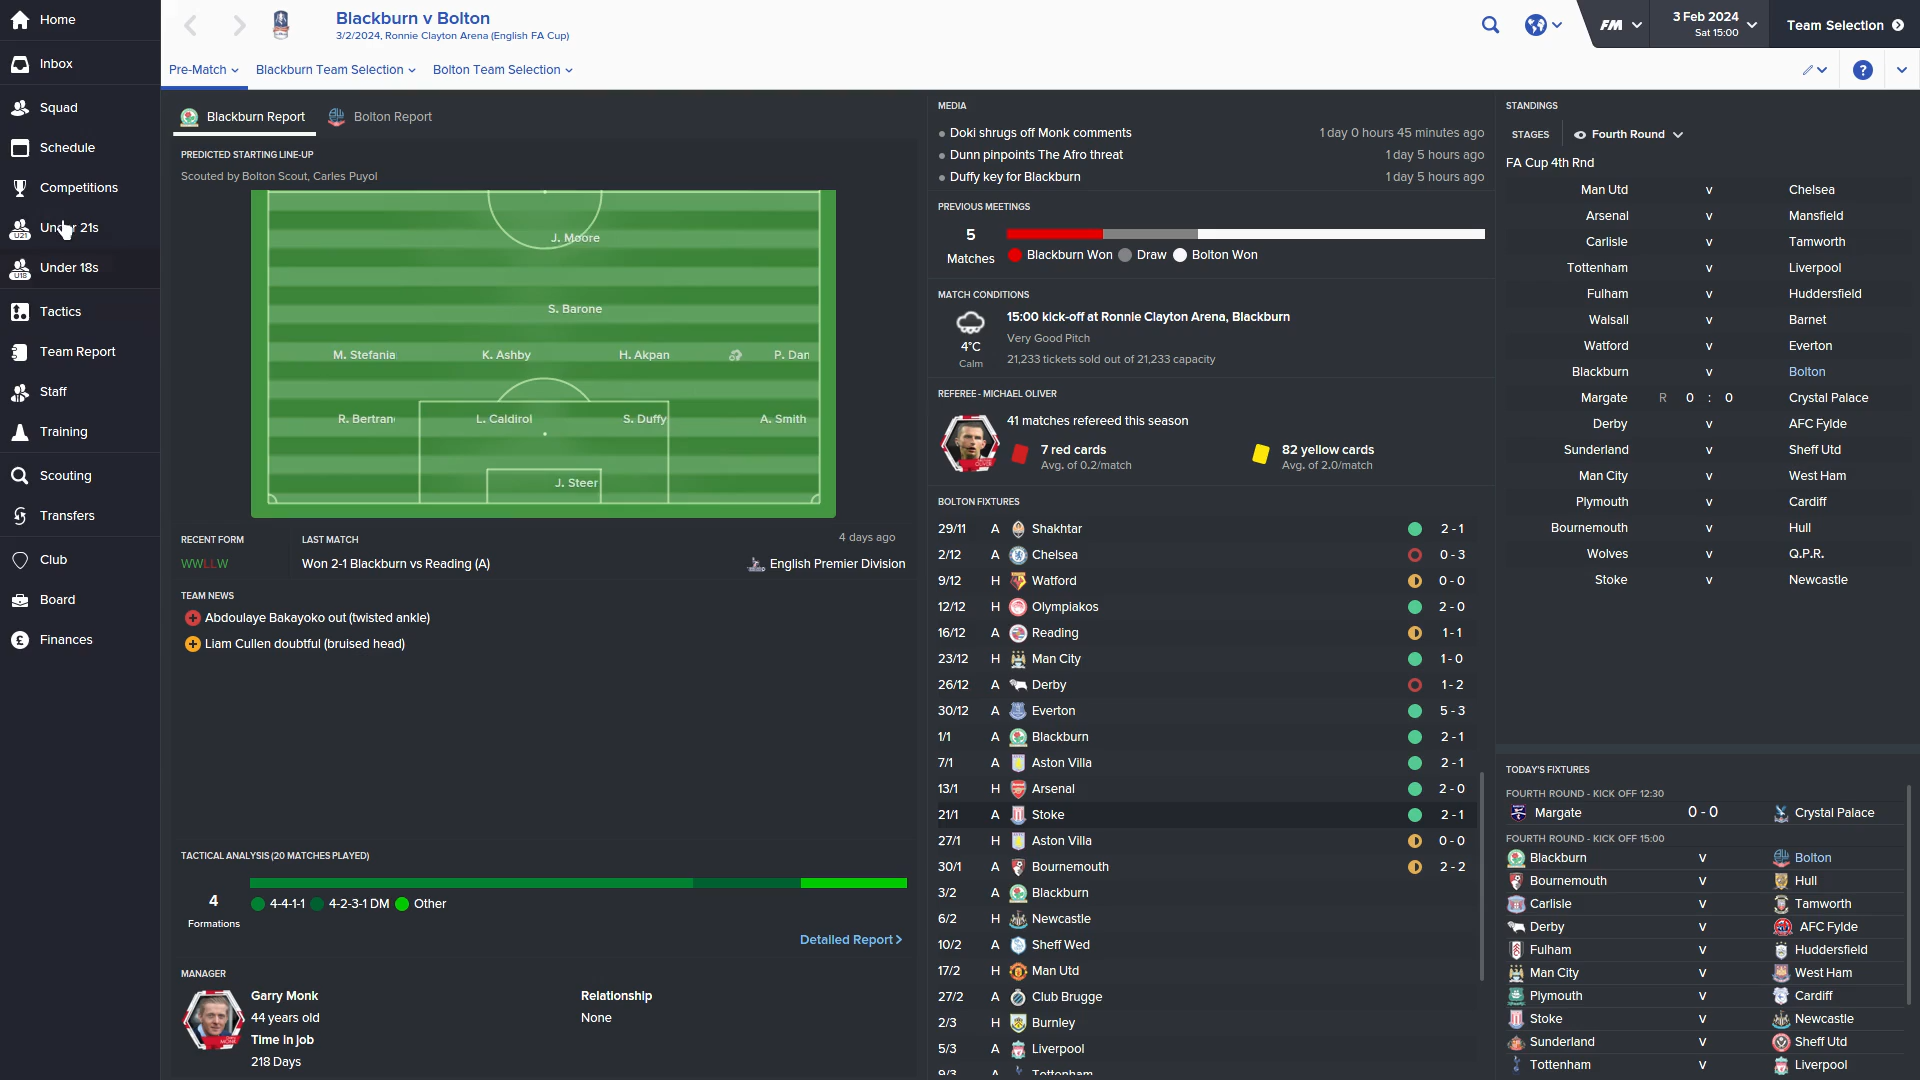 Home
Inbox
Squad
Schedule
Competitions
Under 21s
Under 18s
Tactics
Team Report
Staff
Training
Scouting
Transfers
Club
Board
Finances
Blackburn v Bolton
3/2/2024, Ronnie Clayton Arena (English FA Cup)
FM
3 Feb 2024
Sat 15:00
Team Selection
Pre-Match
Blackburn Team Selection
Bolton Team Selection
Blackburn Report
Bolton Report
PREDICTED STARTING LINE-UP
Scouted by Bolton Scout, Carles Puyol
J. Moore
S. Barone
M. Stefania
K. Ashby
H. Akpan
P. Dan
R. Bertran
L. Caldirol
S. Duffy
A. Smith
J. Steer
RECENT FORM
WWLLW
LAST MATCH
4 days ago
Won 2-1 Blackburn vs Reading (A)
English Premier Division
TEAM NEWS
Abdoulaye Bakayoko out (twisted ankle)
Liam Cullen doubtful (bruised head)
TACTICAL ANALYSIS (20 MATCHES PLAYED)
4
Formations
4-4-1-1
4-2-3-1 DM
Other
Detailed Report
MANAGER
Garry Monk
44 years old
Time in job
218 Days
Relationship
None
MEDIA
Doki shrugs off Monk comments 1 day 0 hours 45 minutes ago
Dunn pinpoints The Afro threat 1 day 5 hours ago
Duffy key for Blackburn 1 day 5 hours ago
PREVIOUS MEETINGS
5
Matches
Blackburn Won
Draw
Bolton Won
MATCH CONDITIONS
4°C
Calm
15:00 kick-off at Ronnie Clayton Arena, Blackburn
Very Good Pitch
21,233 tickets sold out of 21,233 capacity
REFEREE - MICHAEL OLIVER
41 matches refereed this season
7 red cards
Avg. of 0.2/match
82 yellow cards
Avg. of 2.0/match
BOLTON FIXTURES
29/11 A Shakhtar 2 - 1
2/12 A Chelsea 0 - 3
9/12 H Watford 0 - 0
12/12 H Olympiakos 2 - 0
16/12 A Reading 1 - 1
23/12 H Man City 1 - 0
26/12 A Derby 1 - 2
30/12 A Everton 5 - 3
1/1 A Blackburn 2 - 1
7/1 A Aston Villa 2 - 1
13/1 H Arsenal 2 - 0
21/1 A Stoke 2 - 1
27/1 H Aston Villa 0 - 0
30/1 A Bournemouth 2 - 2
3/2 A Blackburn
6/2 H Newcastle
10/2 A Sheff Wed
17/2 H Man Utd
27/2 A Club Brugge
2/3 H Burnley
5/3 A Liverpool
9/3 A Tottenham
STANDINGS
STAGES
Fourth Round
FA Cup 4th Rnd
Man Utd v Chelsea
Arsenal v Mansfield
Carlisle v Tamworth
Tottenham v Liverpool
Fulham v Huddersfield
Walsall v Barnet
Watford v Everton
Blackburn v Bolton
Margate R 0 : 0 Crystal Palace
Derby v AFC Fylde
Sunderland v Sheff Utd
Man City v West Ham
Plymouth v Cardiff
Bournemouth v Hull
Wolves v Q.P.R.
Stoke v Newcastle
TODAY'S FIXTURES
FOURTH ROUND - KICK OFF 12:30
Margate 0 - 0 Crystal Palace
FOURTH ROUND - KICK OFF 15:00
Blackburn v Bolton
Bournemouth v Hull
Carlisle v Tamworth
Derby v AFC Fylde
Fulham v Huddersfield
Man City v West Ham
Plymouth v Cardiff
Stoke v Newcastle
Sunderland v Sheff Utd
Tottenham v Liverpool